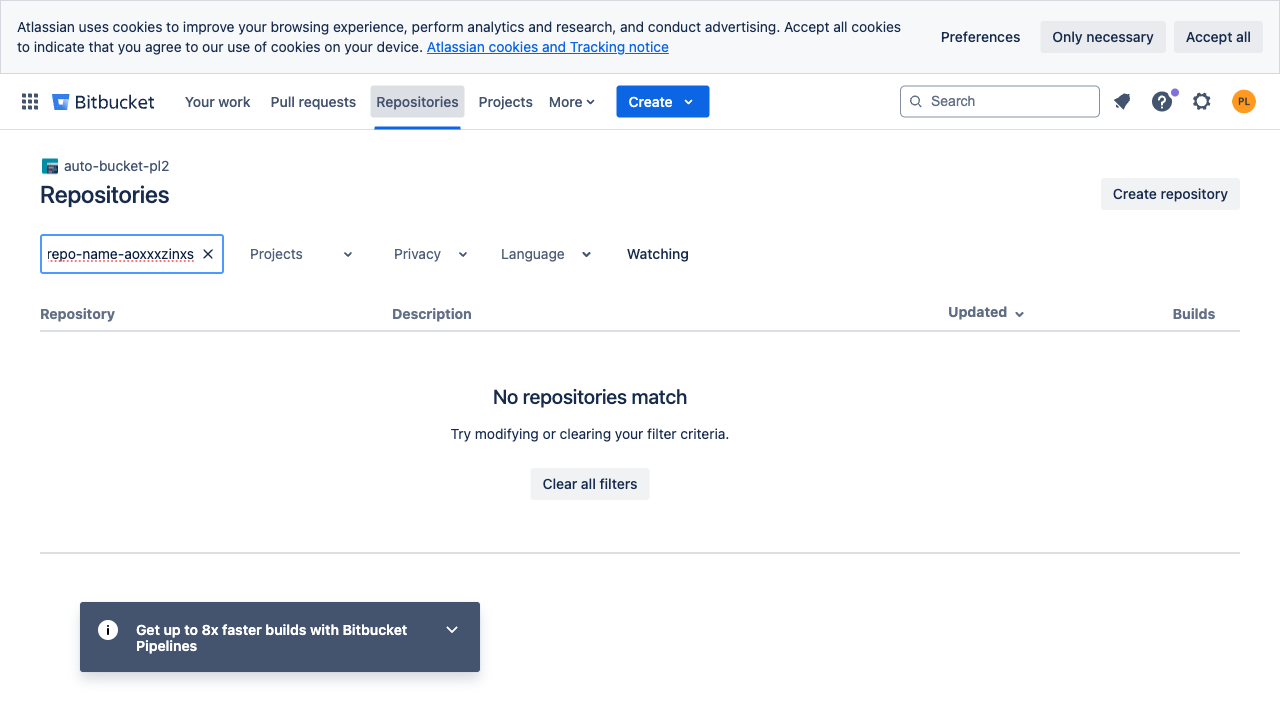 Atlassian uses cookies to improve your browsing experience, perform analytics and research, and conduct advertising. Accept all cookies
to indicate that you agree to our use of cookies on your device. Atlassian cookies and Tracking notice
Preferences
Only necessary
Accept all
Bitbucket
Your work
Pull requests
Repositories
Projects
More
Create
Search
PL
auto-bucket-pl2
Repositories
Create repository
repo-name-aoxxxzinxs
Projects
Privacy
Language
Watching
Repository
Description
Updated
Builds
No repositories match
Try modifying or clearing your filter criteria.
Clear all filters
Get up to 8x faster builds with Bitbucket
Pipelines